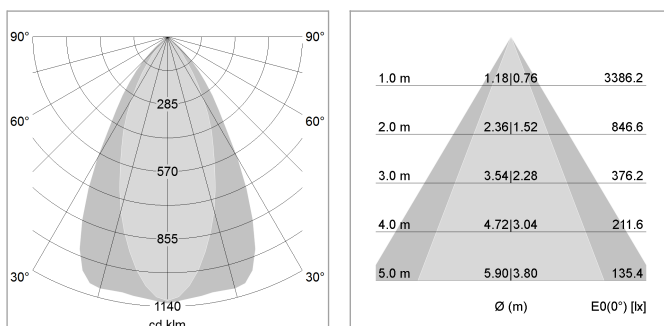 90° 90°
285
60° 60°
570
855
30° 30°
1140
cd klm
1.0 m 1.18|0.76 3386.2
2.0 m 2.36|1.52 846.6
3.0 m 3.54|2.28 376.2
4.0 m 4.72|3.04 211.6
5.0 m 5.90|3.80 135.4
Ø (m) E0(0°) [lx]